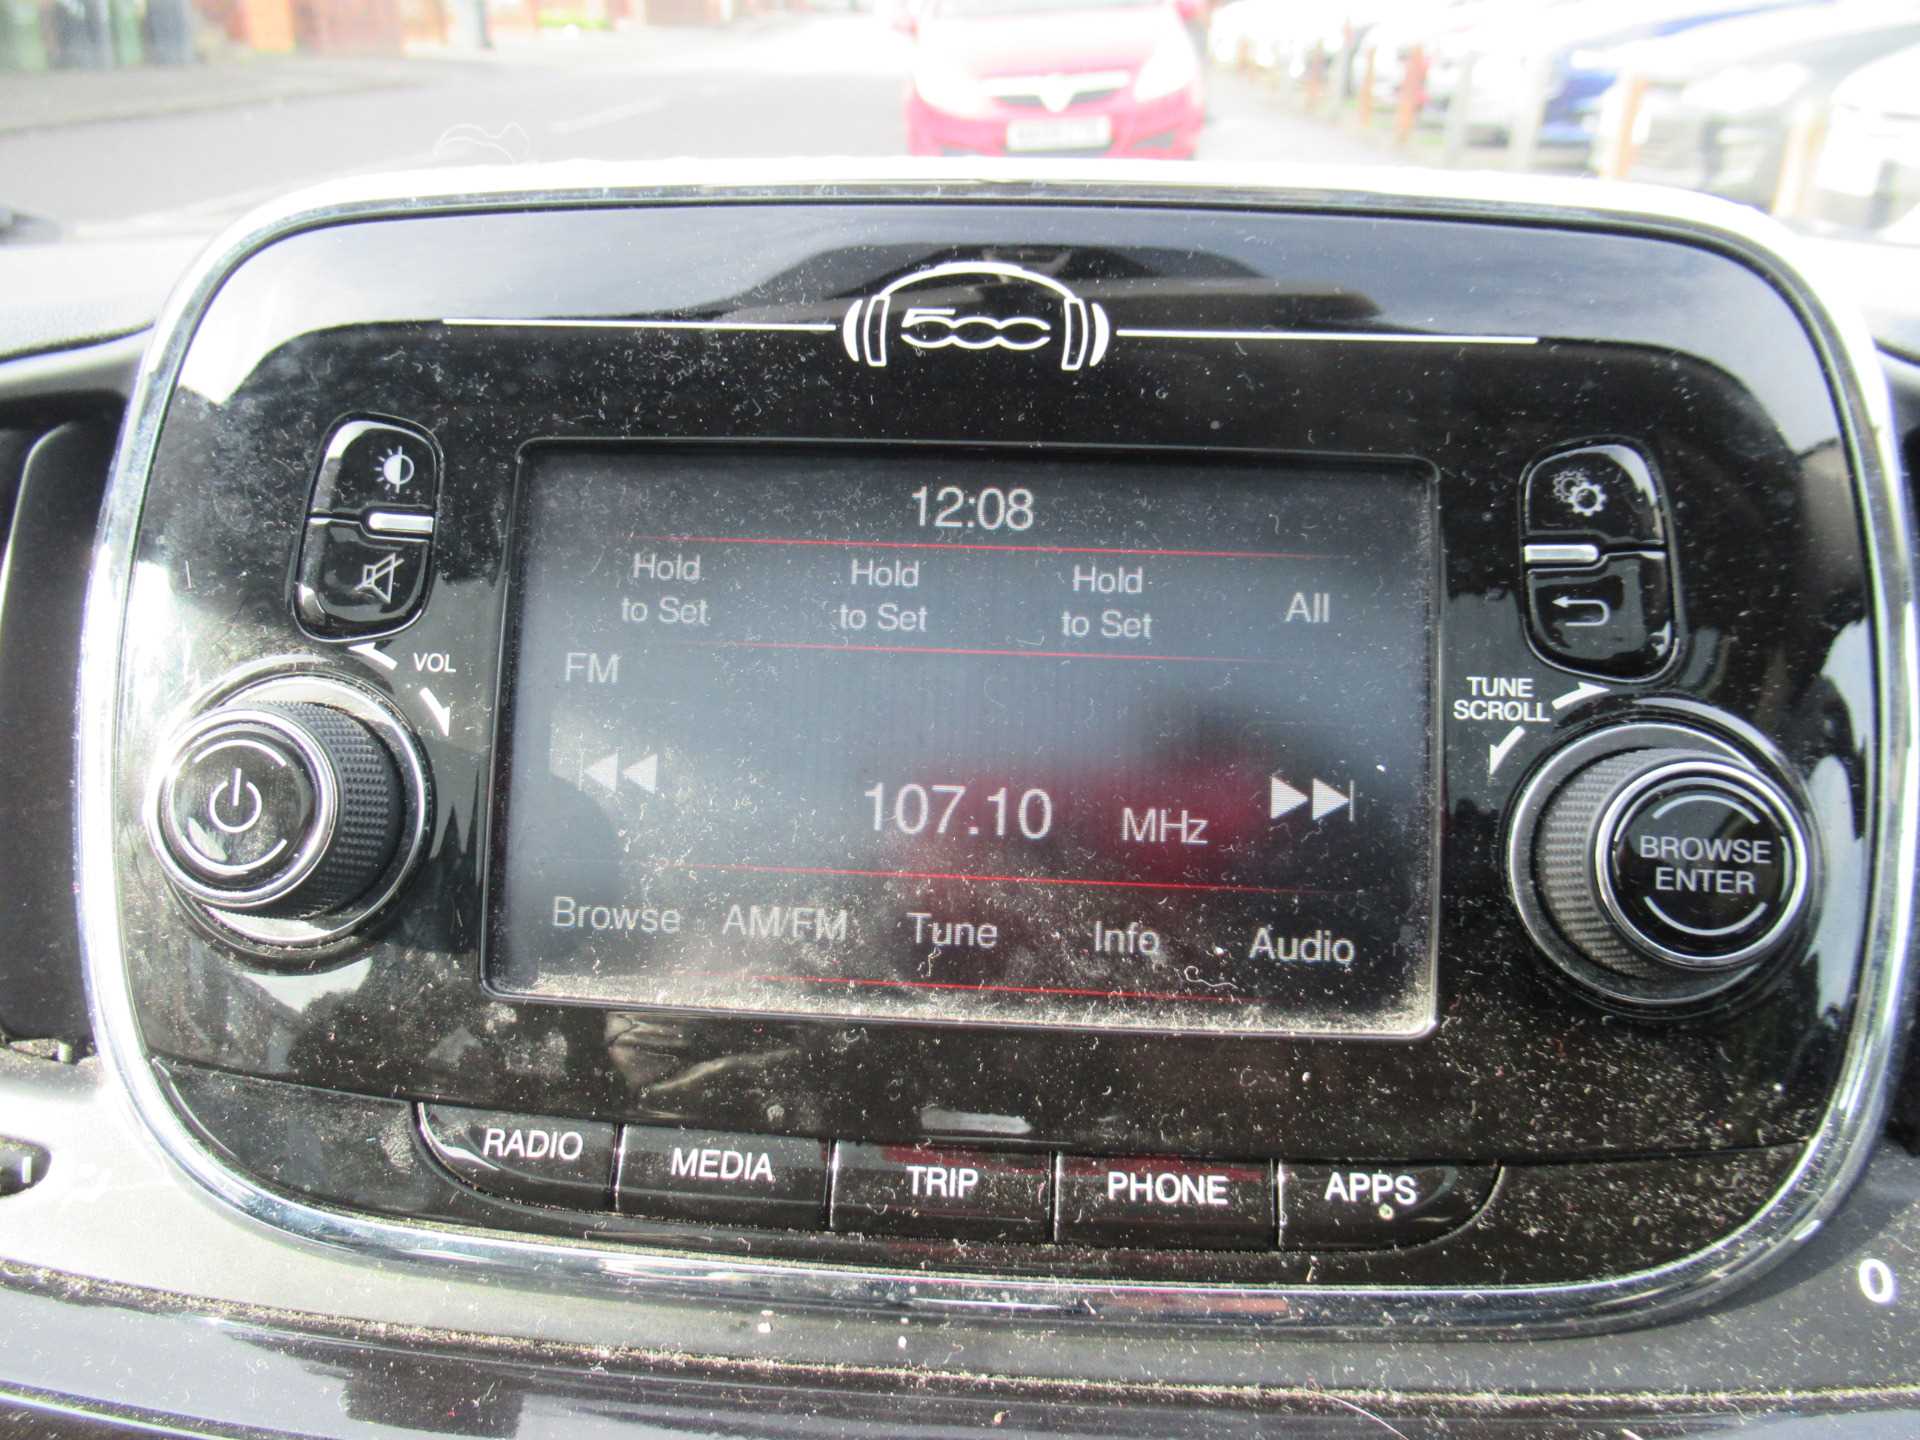 500
12:08
Hold to Set
Hold to Set
Hold to Set
All
FM
VOL
TUNE
SCROLL
107.10 MHz
BROWSE
ENTER
Browse AM/FM Tune Info Audio
RADIO MEDIA TRIP PHONE APPS
0